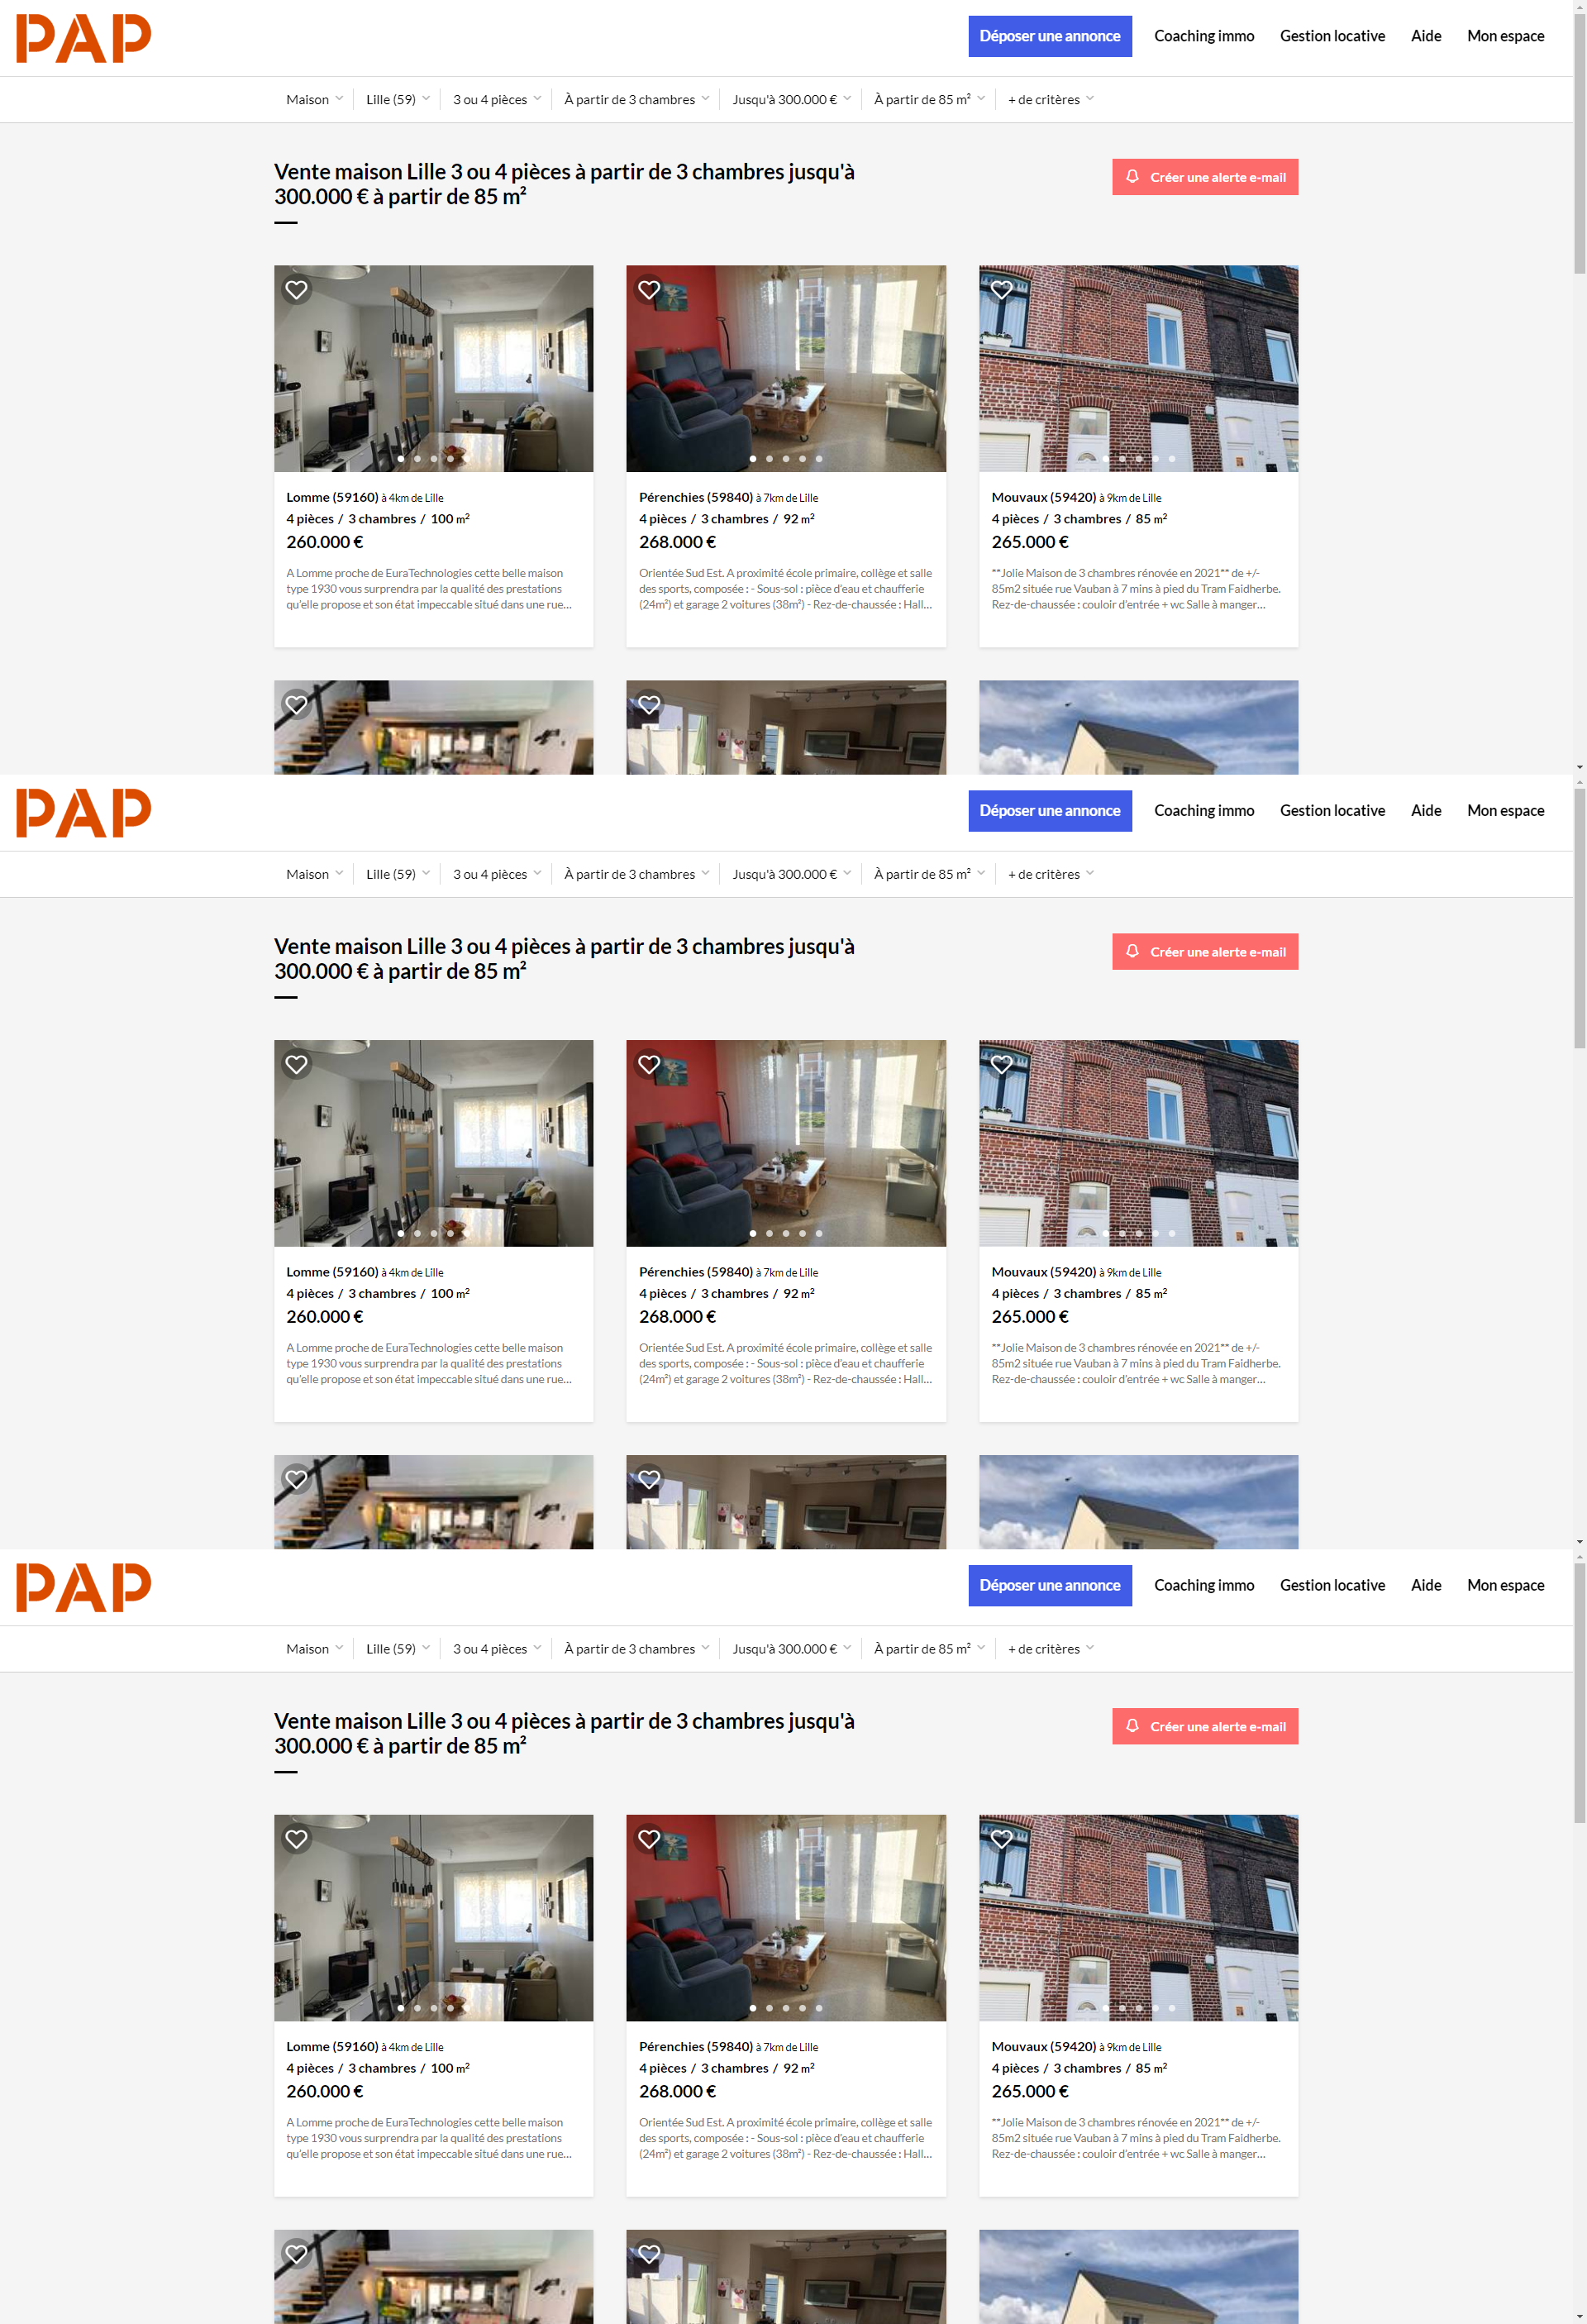 PAP
Déposer une annonce Coaching immo Gestion locative Aide Mon espace
Maison Lille (59) 3 ou 4 pièces À partir de 3 chambres Jusqu'à 300.000 € À partir de 85 m² + de critères
Vente maison Lille 3 ou 4 pièces à partir de 3 chambres jusqu'à
300.000 € à partir de 85 m²
Créer une alerte e-mail
Lomme (59160) à 4km de Lille
4 pièces / 3 chambres / 100 m²
260.000 €
A Lomme proche de EuraTechnologies cette belle maison
type 1930 vous surprendra par la qualité des prestations
qu'elle propose et son état impeccable situé dans une rue...
Pérenchies (59840) à 7km de Lille
4 pièces / 3 chambres / 92 m²
268.000 €
Orientée Sud Est. A proximité école primaire, collège et salle
des sports, composée : - Sous-sol : pièce d'eau et chaufferie
(24m²) et garage 2 voitures (38m²) - Rez-de-chaussée : Hall...
Mouvaux (59420) à 9km de Lille
4 pièces / 3 chambres / 85 m²
265.000 €
**Jolie Maison de 3 chambres rénovée en 2021** de +/-
85m2 située rue Vauban à 7 mins à pied du Tram Faidherbe.
Rez-de-chaussée : couloir d'entrée + wc Salle à manger...
PAP
Déposer une annonce Coaching immo Gestion locative Aide Mon espace
Maison Lille (59) 3 ou 4 pièces À partir de 3 chambres Jusqu'à 300.000 € À partir de 85 m² + de critères
Vente maison Lille 3 ou 4 pièces à partir de 3 chambres jusqu'à
300.000 € à partir de 85 m²
Créer une alerte e-mail
Lomme (59160) à 4km de Lille
4 pièces / 3 chambres / 100 m²
260.000 €
A Lomme proche de EuraTechnologies cette belle maison
type 1930 vous surprendra par la qualité des prestations
qu'elle propose et son état impeccable situé dans une rue...
Pérenchies (59840) à 7km de Lille
4 pièces / 3 chambres / 92 m²
268.000 €
Orientée Sud Est. A proximité école primaire, collège et salle
des sports, composée : - Sous-sol : pièce d'eau et chaufferie
(24m²) et garage 2 voitures (38m²) - Rez-de-chaussée : Hall...
Mouvaux (59420) à 9km de Lille
4 pièces / 3 chambres / 85 m²
265.000 €
**Jolie Maison de 3 chambres rénovée en 2021** de +/-
85m2 située rue Vauban à 7 mins à pied du Tram Faidherbe.
Rez-de-chaussée : couloir d'entrée + wc Salle à manger...
PAP
Déposer une annonce Coaching immo Gestion locative Aide Mon espace
Maison Lille (59) 3 ou 4 pièces À partir de 3 chambres Jusqu'à 300.000 € À partir de 85 m² + de critères
Vente maison Lille 3 ou 4 pièces à partir de 3 chambres jusqu'à
300.000 € à partir de 85 m²
Créer une alerte e-mail
Lomme (59160) à 4km de Lille
4 pièces / 3 chambres / 100 m²
260.000 €
A Lomme proche de EuraTechnologies cette belle maison
type 1930 vous surprendra par la qualité des prestations
qu'elle propose et son état impeccable situé dans une rue...
Pérenchies (59840) à 7km de Lille
4 pièces / 3 chambres / 92 m²
268.000 €
Orientée Sud Est. A proximité école primaire, collège et salle
des sports, composée : - Sous-sol : pièce d'eau et chaufferie
(24m²) et garage 2 voitures (38m²) - Rez-de-chaussée : Hall...
Mouvaux (59420) à 9km de Lille
4 pièces / 3 chambres / 85 m²
265.000 €
**Jolie Maison de 3 chambres rénovée en 2021** de +/-
85m2 située rue Vauban à 7 mins à pied du Tram Faidherbe.
Rez-de-chaussée : couloir d'entrée + wc Salle à manger...